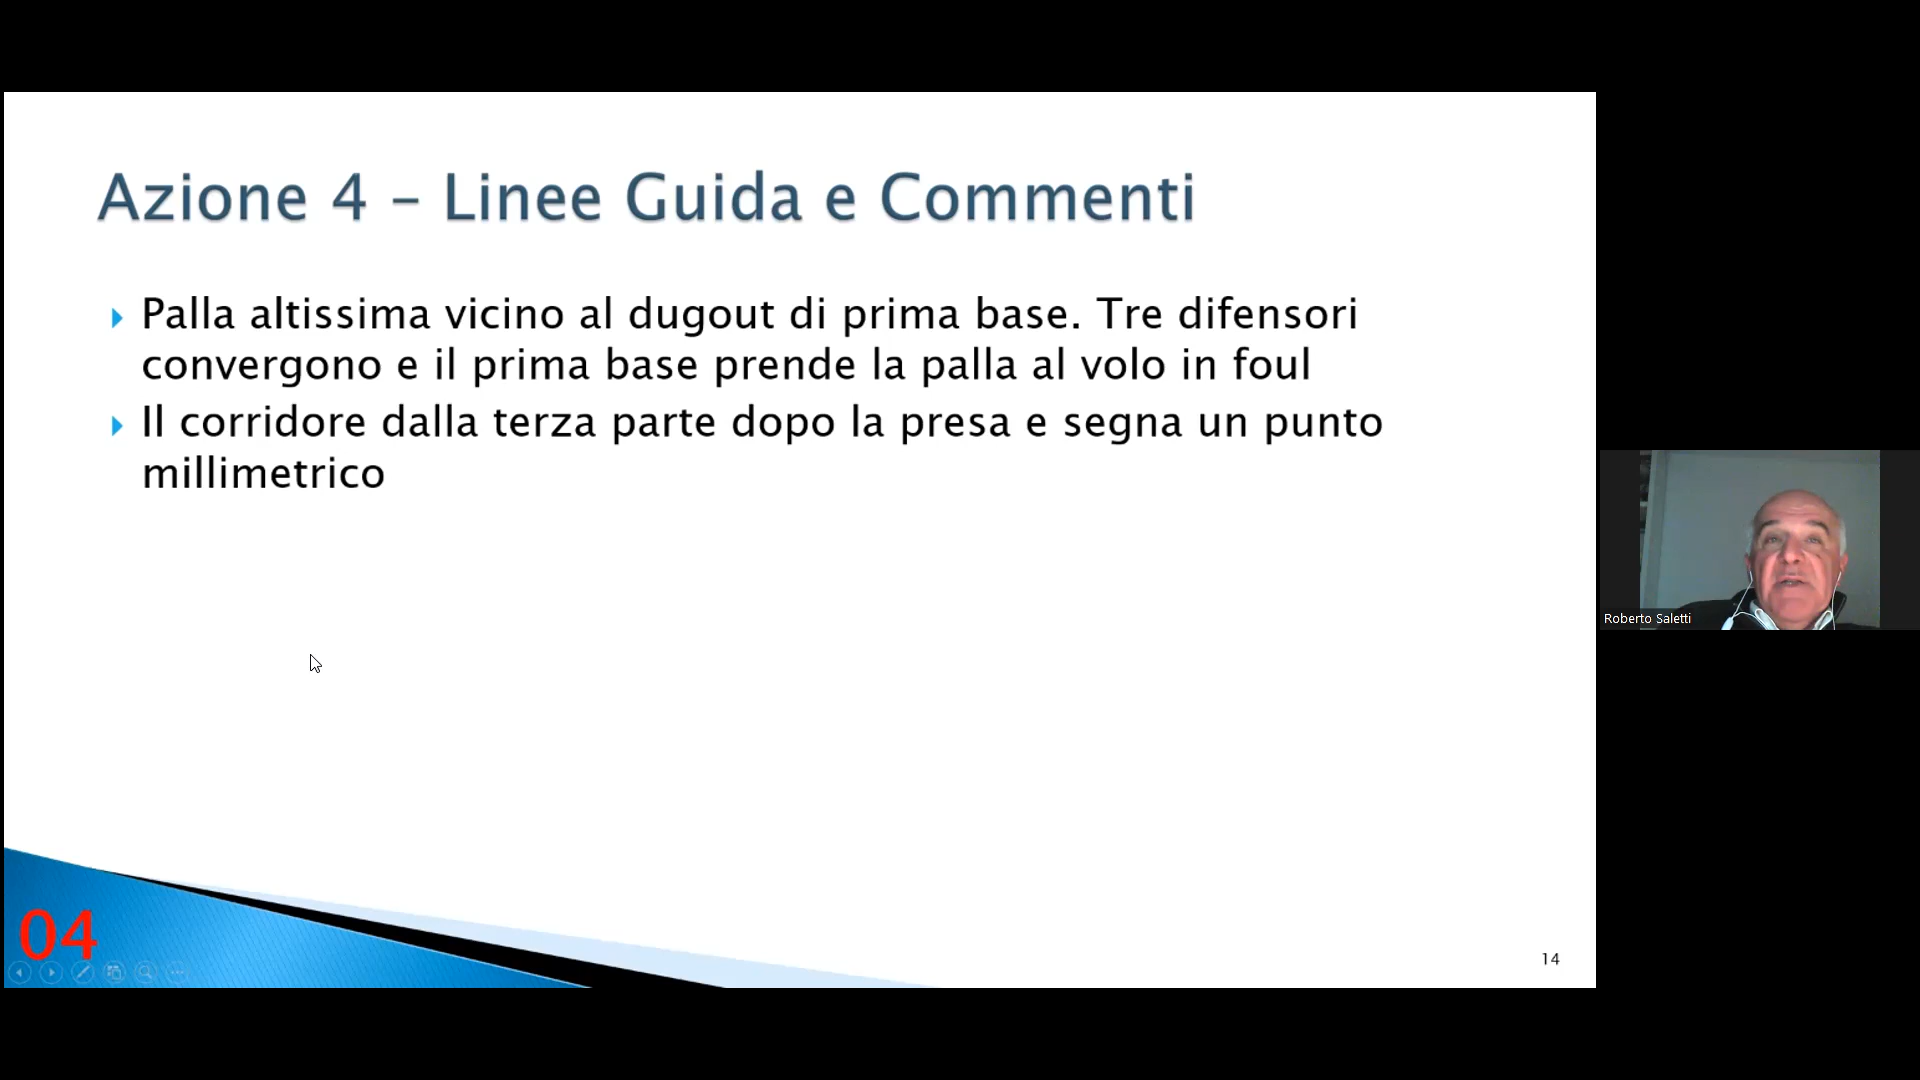 Azione 4 – Linee Guida e Commenti
Palla altissima vicino al dugout di prima base. Tre difensori
convergono e il prima base prende la palla al volo in foul
Il corridore dalla terza parte dopo la presa e segna un punto
millimetrico
Roberto Saletti
04
14